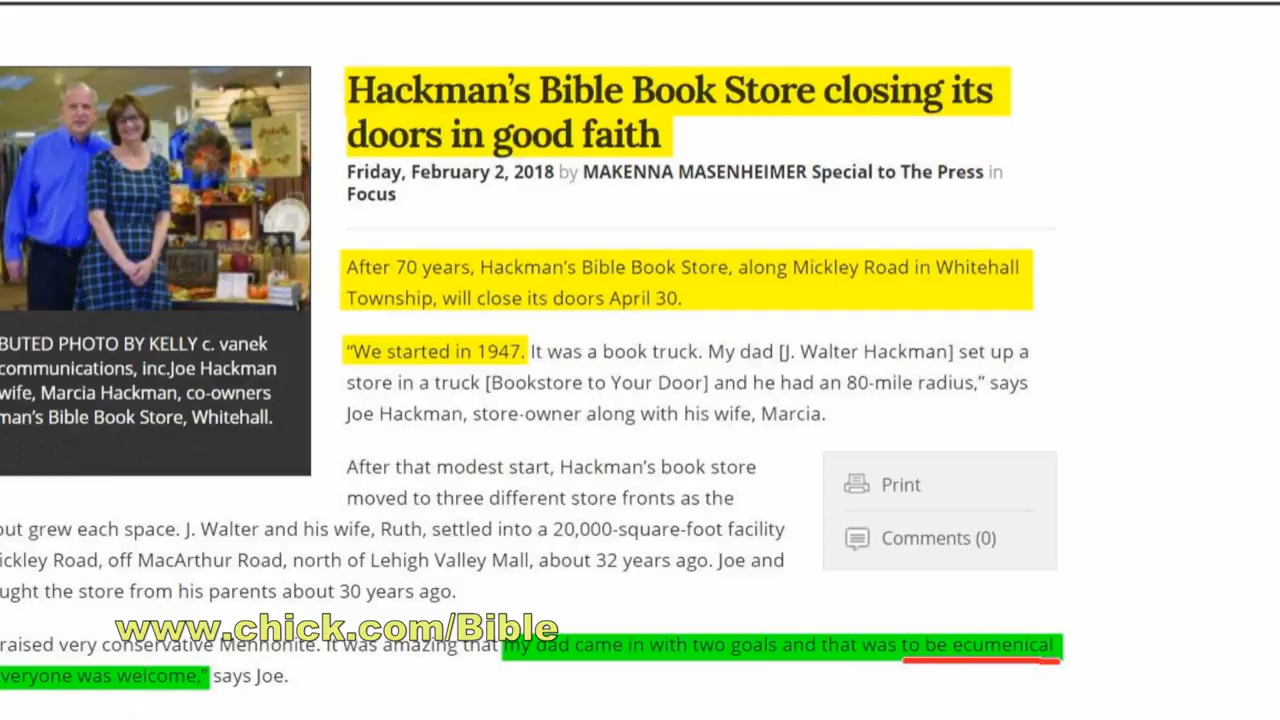 Hackman’s Bible Book Store closing its
doors in good faith
Friday, February 2, 2018 by MAKENNA MASENHEIMER Special to The Press in
Focus
After 70 years, Hackman’s Bible Book Store, along Mickley Road in Whitehall
Township, will close its doors April 30.
“We started in 1947. It was a book truck. My dad [J. Walter Hackman] set up a
store in a truck [Bookstore to Your Door] and he had an 80-mile radius,” says
Joe Hackman, store-owner along with his wife, Marcia.
BUTED PHOTO BY KELLY c. vanek
communications, inc.Joe Hackman
wife, Marcia Hackman, co-owners
man’s Bible Book Store, Whitehall.
After that modest start, Hackman’s book store
moved to three different store fronts as the
out grew each space. J. Walter and his wife, Ruth, settled into a 20,000-square-foot facility
ickley Road, off MacArthur Road, north of Lehigh Valley Mall, about 32 years ago. Joe and
ught the store from his parents about 30 years ago.
Print
Comments (0)
www.chick.com/Bible
raised very conservative Mennonite. It was amazing that my dad came in with two goals and that was to be ecumenical
veryone was welcome,” says Joe.